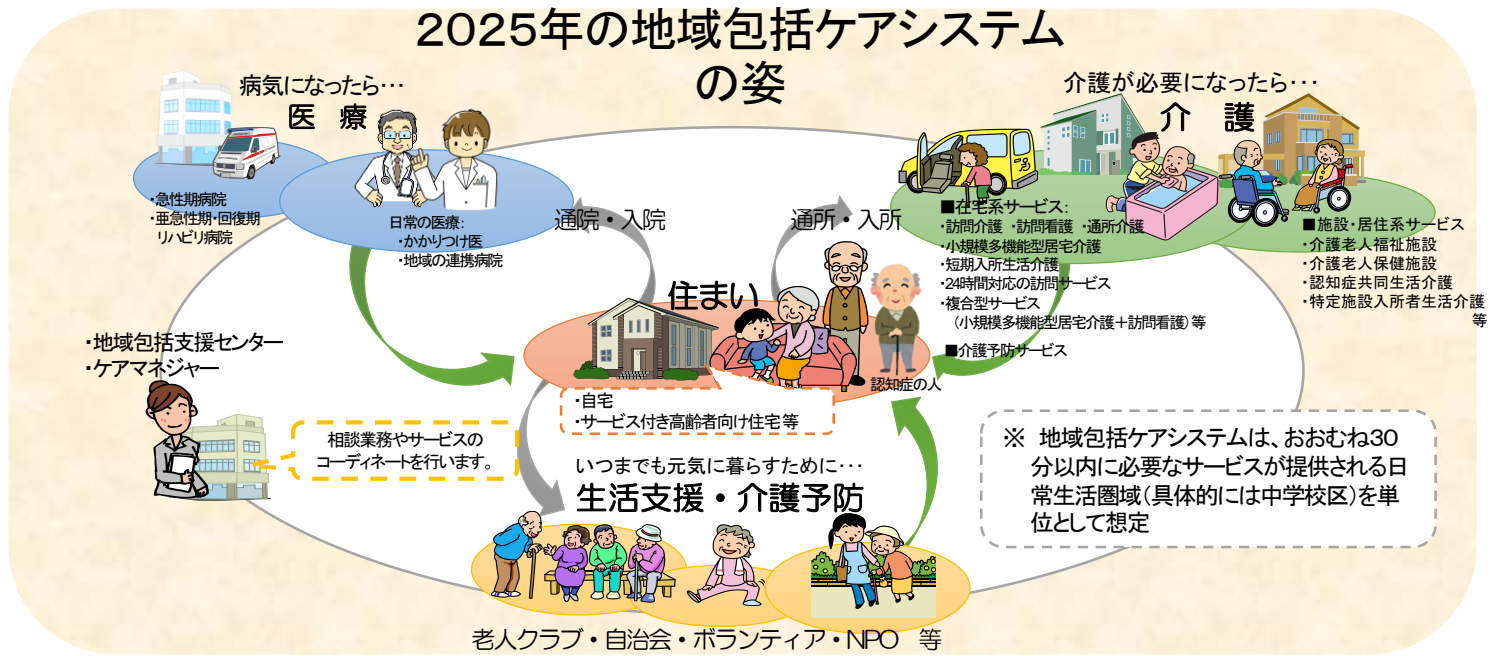 2025年の地域包括ケアシステム
の姿
病気になったら･･･
医　療
・急性期病院
・亜急性期・回復期
リハビリ病院
日常の医療：
・かかりつけ医
・地域の連携病院
通院・入院
通所・入所
介護が必要になったら･･･
介　護
■在宅系サービス：
・訪問介護　・訪問看護　・通所介護
・小規模多機能型居宅介護
・短期入所生活介護
・24時間対応の訪問サービス
・複合型サービス
（小規模多機能型居宅介護＋訪問看護）等
■介護予防サービス
■施設・居住系サービス
・介護老人福祉施設
・介護老人保健施設
・認知症共同生活介護
・特定施設入所者生活介護
等
住まい
認知症の人
・自宅
・サービス付き高齢者向け住宅等
・地域包括支援センター
・ケアマネジャー
相談業務やサービスの
コーディネートを行います。
いつまでも元気に暮らすために･･･
生活支援・介護予防
老人クラブ・自治会・ボランティア・NPO　等
※　地域包括ケアシステムは、おおむね30
分以内に必要なサービスが提供される日
常生活圏域（具体的には中学校区）を単
位として想定